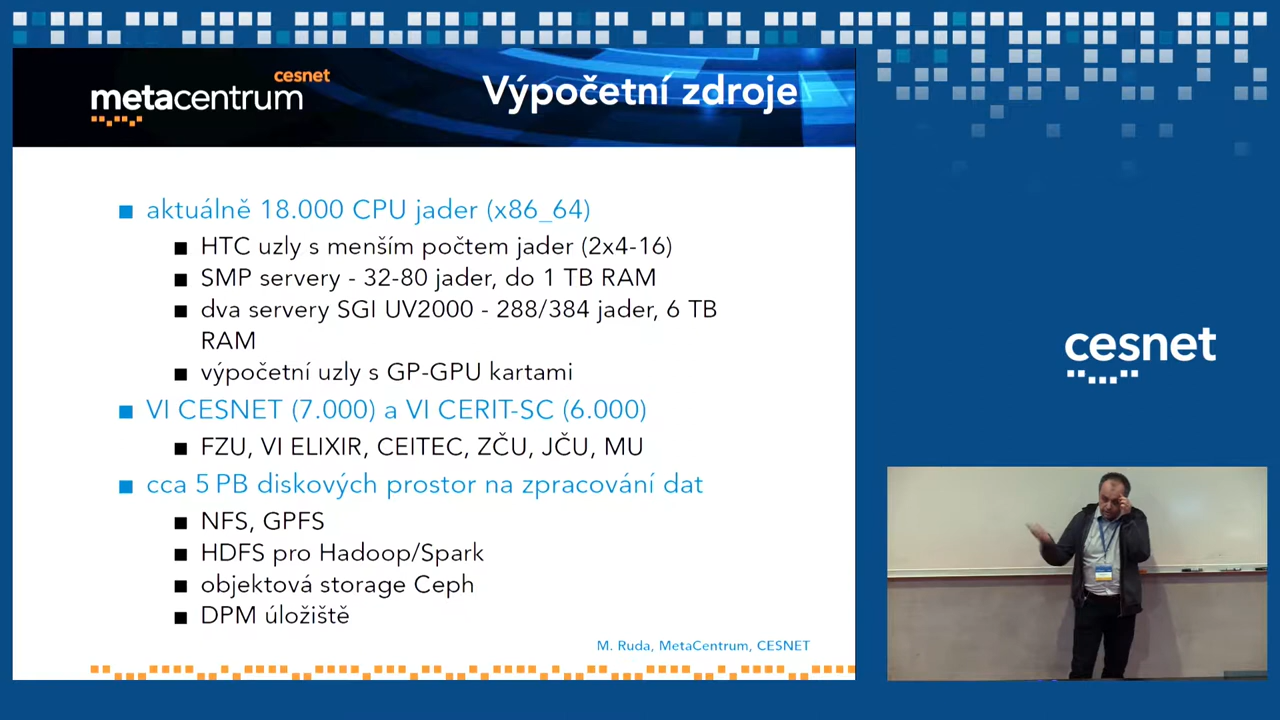 cesnet
metacentrum
Výpočetní zdroje
aktuálně 18.000 CPU jader (x86_64)
HTC uzly s menším počtem jader (2x4-16)
SMP servery - 32-80 jader, do 1 TB RAM
dva servery SGI UV2000 - 288/384 jader, 6 TB
RAM
výpočetní uzly s GP-GPU kartami
VI CESNET (7.000) a VI CERIT-SC (6.000)
FZU, VI ELIXIR, CEITEC, ZČU, JČU, MU
cca 5 PB diskových prostor na zpracování dat
NFS, GPFS
HDFS pro Hadoop/Spark
objektová storage Ceph
DPM úložiště
M. Ruda, MetaCentrum, CESNET
cesnet